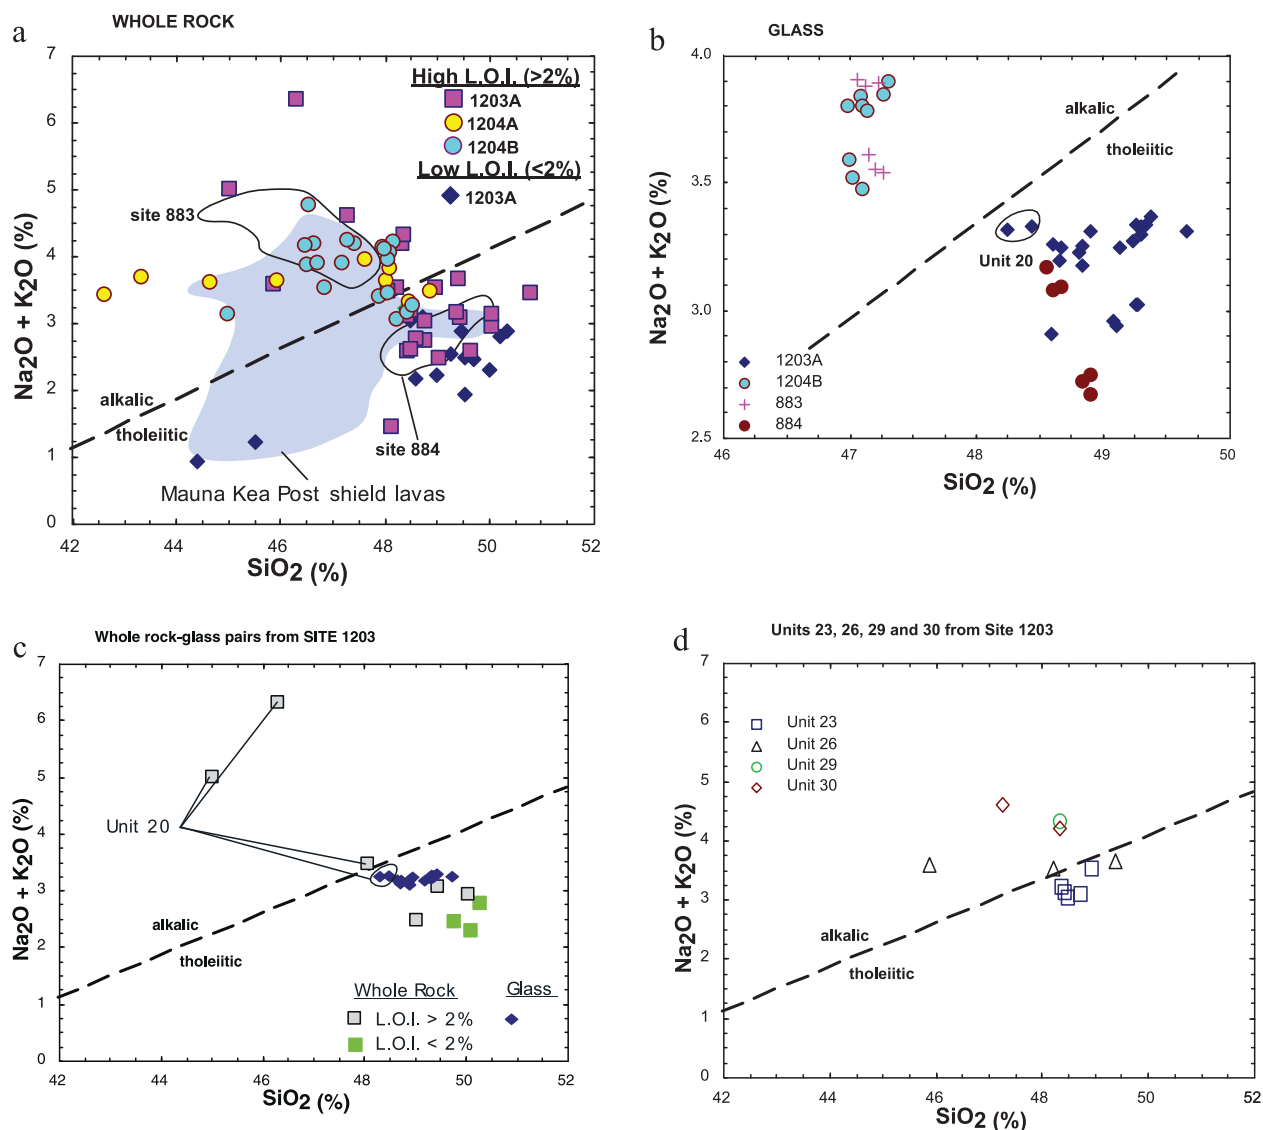 a
WHOLE ROCK
7
6
5
4
3
2
1
0
Na2O + K2O (%)
High L.O.I. (>2%)
1203A
1204A
1204B
Low L.O.I. (<2%)
1203A
site 883
alkalic
tholeiitic
site 884
Mauna Kea Post shield lavas
42
44
46
48
50
52
SiO2 (%)
b
GLASS
4.0
3.5
3.0
2.5
Na2O + K2O (%)
alkalic
tholeiitic
Unit 20
1203A
1204B
883
884
46
47
48
49
50
SiO2 (%)
c
Whole rock-glass pairs from SITE 1203
7
6
5
4
3
2
1
0
Na2O + K2O (%)
Unit 20
alkalic
tholeiitic
Whole Rock
Glass
L.O.I. > 2%
L.O.I. < 2%
42
44
46
48
50
52
SiO2 (%)
d
Units 23, 26, 29 and 30 from Site 1203
7
6
5
4
3
2
1
0
Na2O + K2O (%)
Unit 23
Unit 26
Unit 29
Unit 30
alkalic
tholeiitic
42
44
46
48
50
52
SiO2 (%)